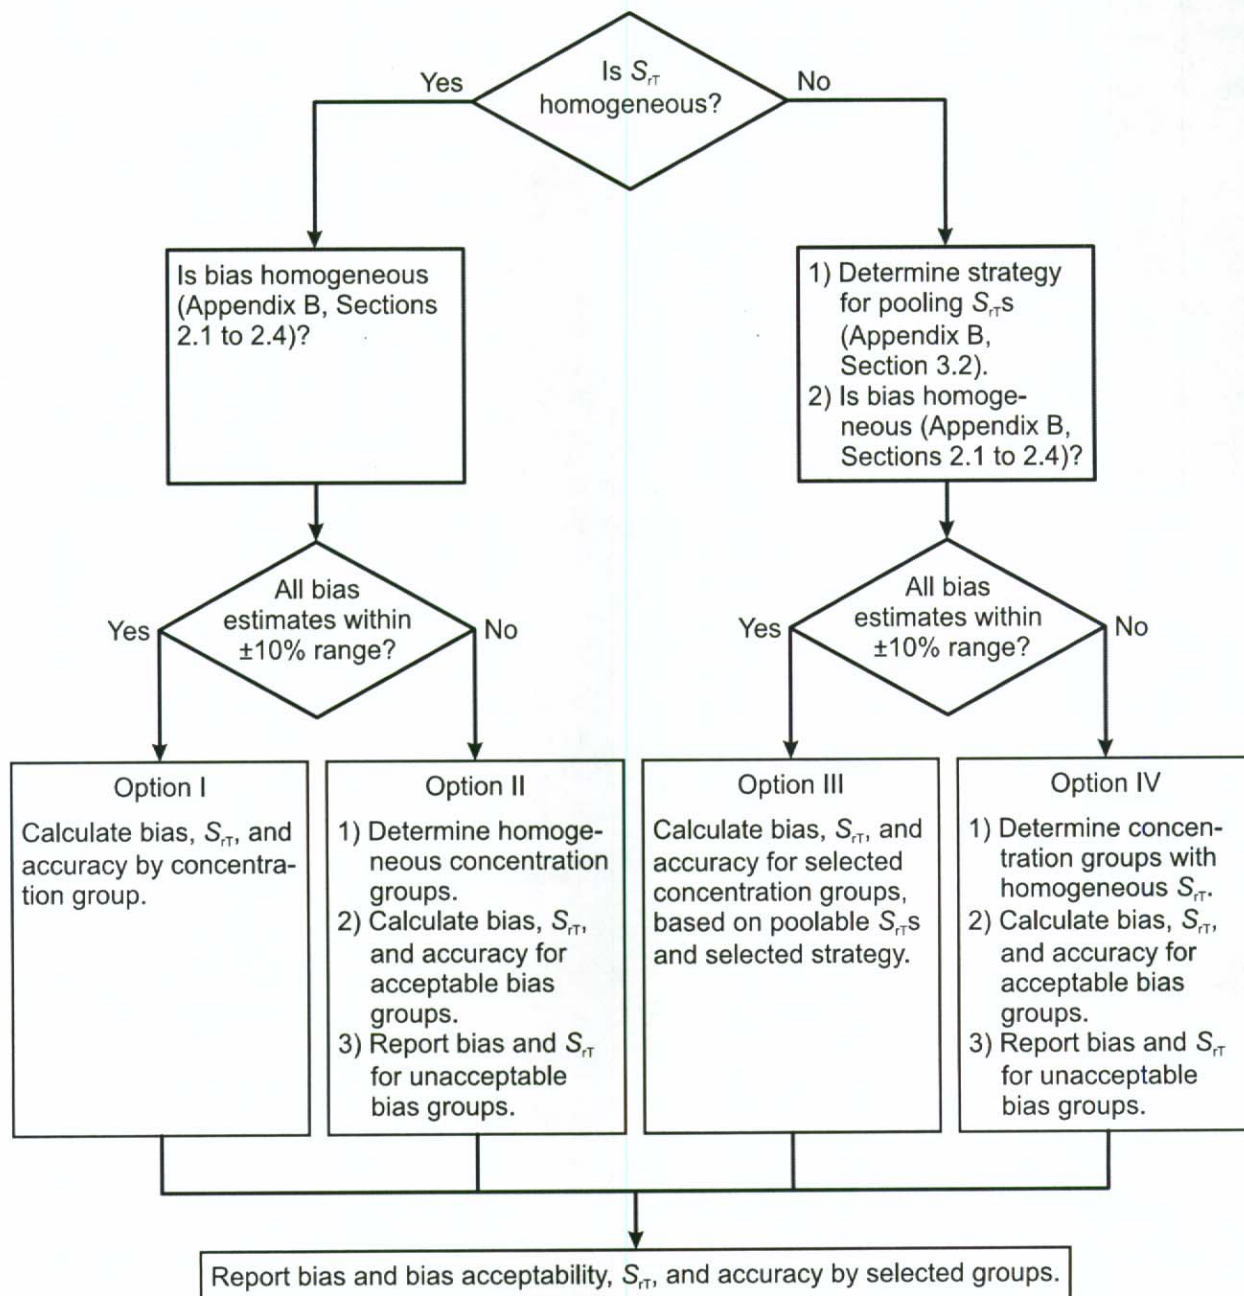 Is S_rT
homogeneous?
Yes
No
Is bias homogeneous
(Appendix B, Sections
2.1 to 2.4)?
1) Determine strategy
for pooling S_rTs
(Appendix B,
Section 3.2).
2) Is bias homoge-
neous (Appendix B,
Sections 2.1 to 2.4)?
All bias
estimates within
±10% range?
Yes
No
All bias
estimates within
±10% range?
Yes
No
Option I
Calculate bias, S_rT, and
accuracy by concentra-
tion group.
Option II
1) Determine homoge-
neous concentration
groups.
2) Calculate bias, S_rT,
and accuracy for
acceptable bias
groups.
3) Report bias and S_rT
for unacceptable
bias groups.
Option III
Calculate bias, S_rT, and
accuracy for selected
concentration groups,
based on poolable S_rTs
and selected strategy.
Option IV
1) Determine concen-
tration groups with
homogeneous S_rT.
2) Calculate bias, S_rT,
and accuracy for
acceptable bias
groups.
3) Report bias and S_rT
for unacceptable
bias groups.
Report bias and bias acceptability, S_rT, and accuracy by selected groups.